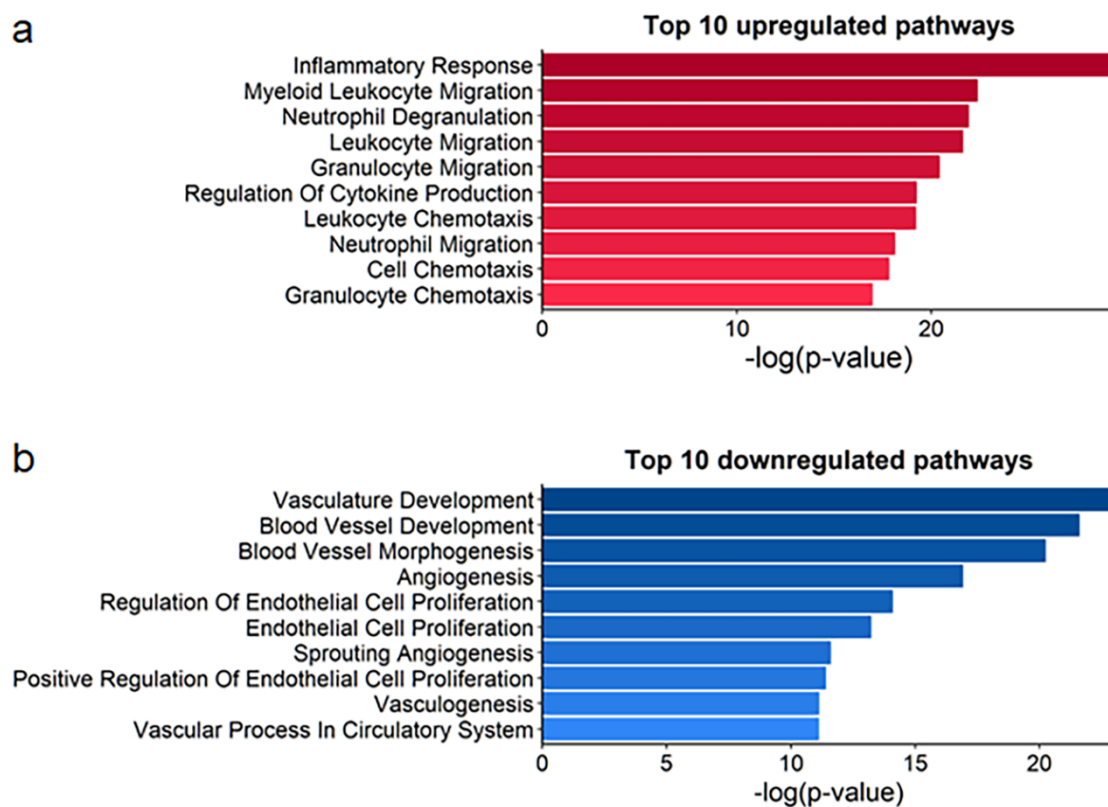 a
Top 10 upregulated pathways
Inflammatory Response
Myeloid Leukocyte Migration
Neutrophil Degranulation
Leukocyte Migration
Granulocyte Migration
Regulation Of Cytokine Production
Leukocyte Chemotaxis
Neutrophil Migration
Cell Chemotaxis
Granulocyte Chemotaxis
0 10 20
-log(p-value)
b
Top 10 downregulated pathways
Vasculature Development
Blood Vessel Development
Blood Vessel Morphogenesis
Angiogenesis
Regulation Of Endothelial Cell Proliferation
Endothelial Cell Proliferation
Sprouting Angiogenesis
Positive Regulation Of Endothelial Cell Proliferation
Vasculogenesis
Vascular Process In Circulatory System
0 5 10 15 20
-log(p-value)